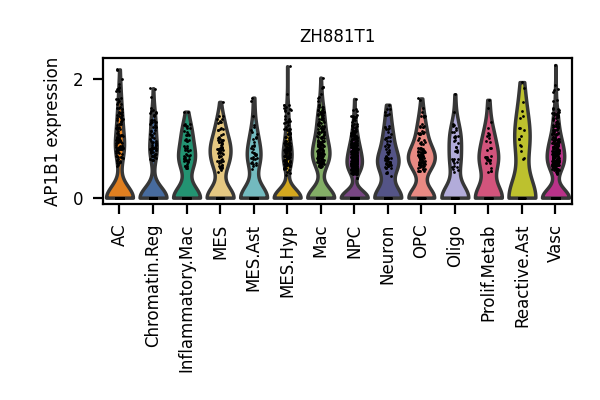 ZH881T1
AP1B1 expression
2
0
AC
Chromatin.Reg
Inflammatory.Mac
MES
MES.Ast
MES.Hyp
Mac
NPC
Neuron
OPC
Oligo
Prolif.Metab
Reactive.Ast
Vasc